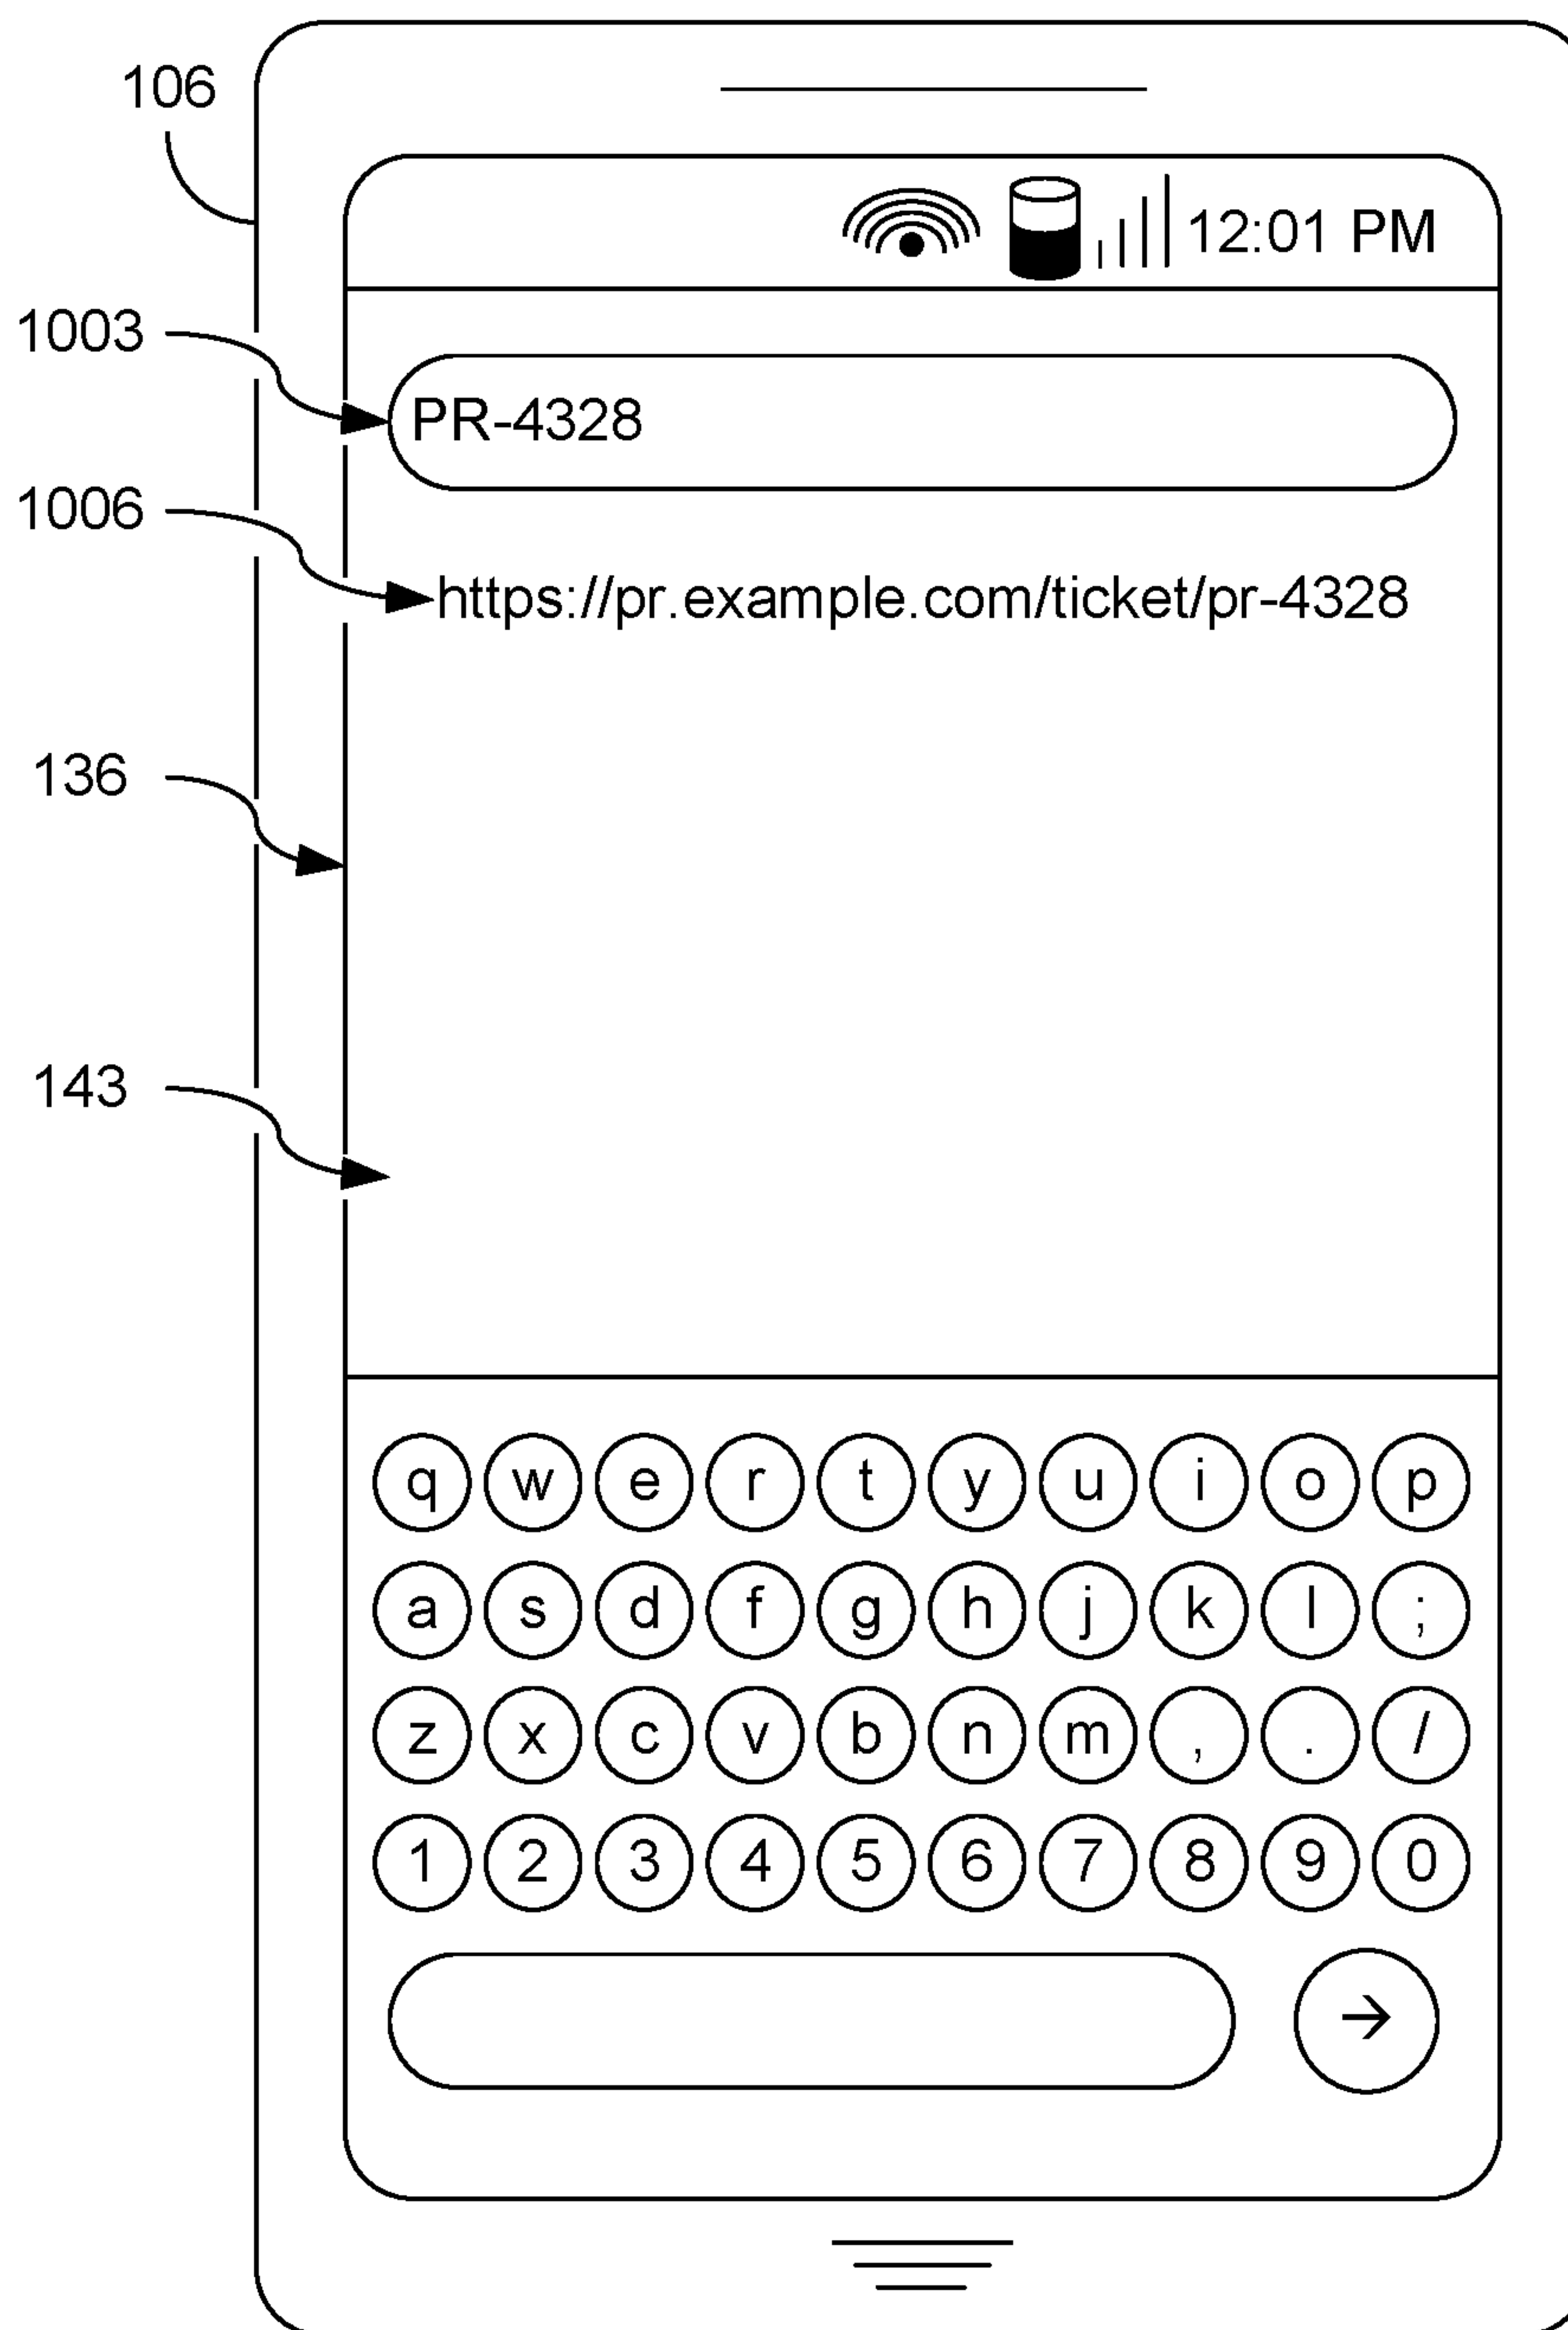 106
12:01 PM
1003
PR-4328
1006
https://pr.example.com/ticket/pr-4328
136
143
q w e r t y u i o p
a s d f g h j k l ;
z x c v b n m , . /
1 2 3 4 5 6 7 8 9 0
→